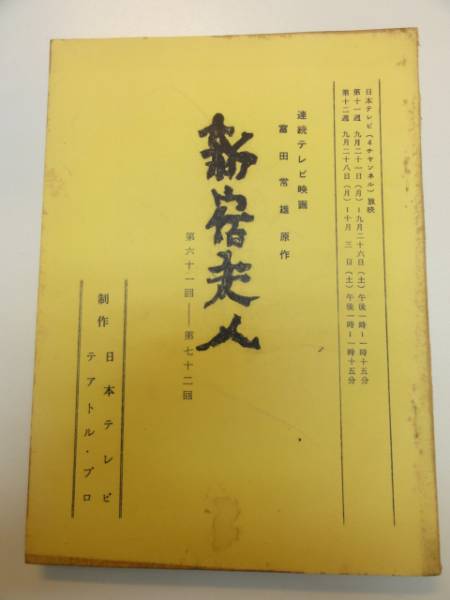 日本テレビ(4チヤンネル)放映
第十一週 九月二十一日(月)―九月二十六日(土)午後一時―一時十五分
第十二週 九月二十八日(月)―十月三日(土)午後一時―一時十五分
連続テレビ映画
富田常雄原作
新宿夫人
第六十一回――第七十二回
制作 日本テレビ
テアトル・プロ